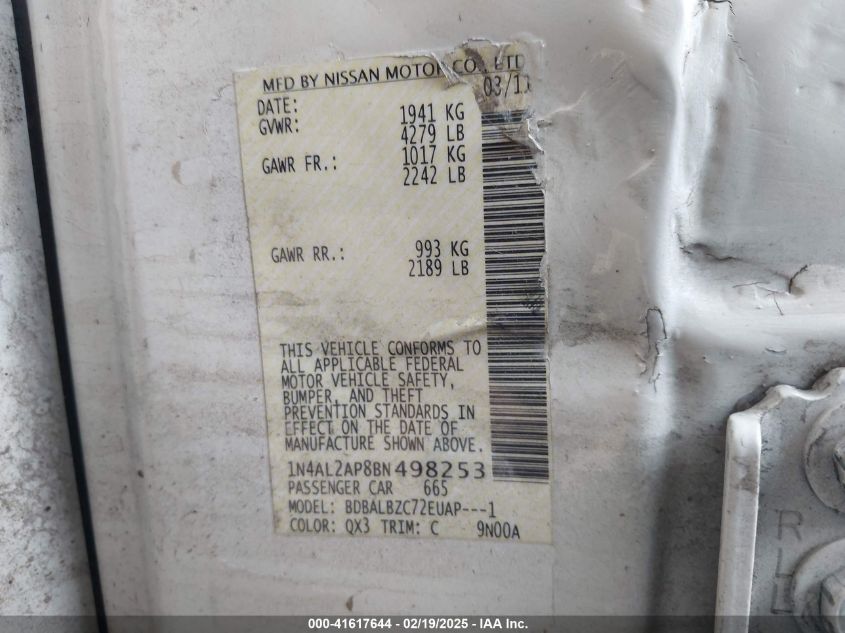 MFD BY NISSAN MOTOR CO., LTD
DATE: 03/11
GVWR: 1941 KG
4279 LB
GAWR FR.: 1017 KG
2242 LB
GAWR RR.: 993 KG
2189 LB
THIS VEHICLE CONFORMS TO
ALL APPLICABLE FEDERAL
MOTOR VEHICLE SAFETY,
BUMPER, AND THEFT
PREVENTION STANDARDS IN
EFFECT ON THE DATE OF
MANUFACTURE SHOWN ABOVE.
1N4AL2AP8BN498253
PASSENGER CAR 665
MODEL: BDBALBZC72EUAP---1
COLOR: QX3 TRIM: C 9N00A
000-41617644 - 02/19/2025 - IAA Inc.